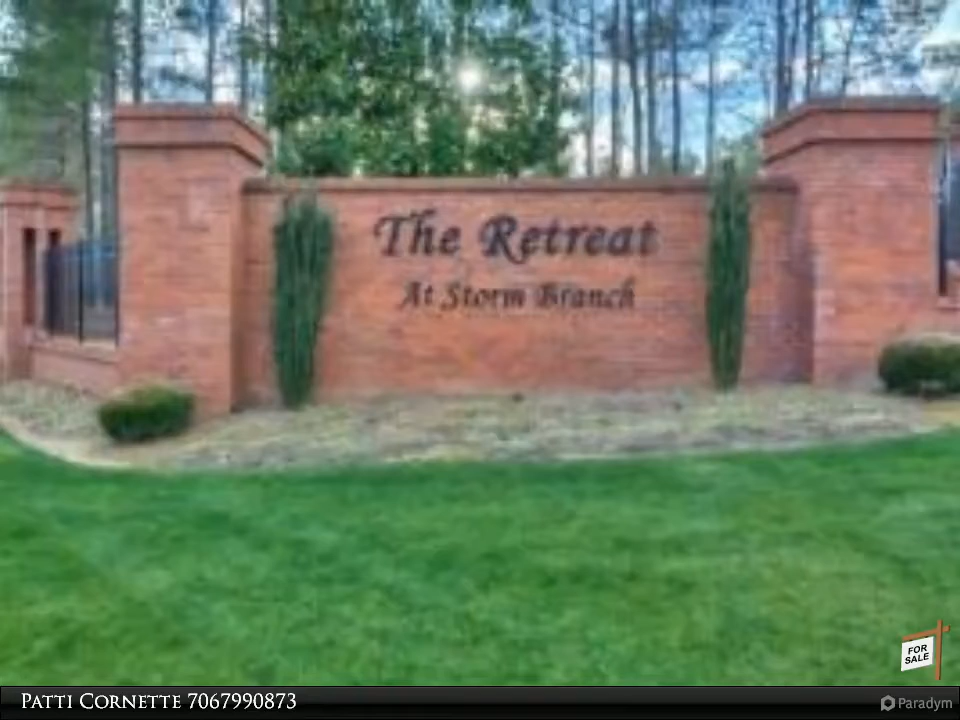 The Retreat
At Storm Branch
FOR
SALE
Patti Cornette 7067990873
Paradym